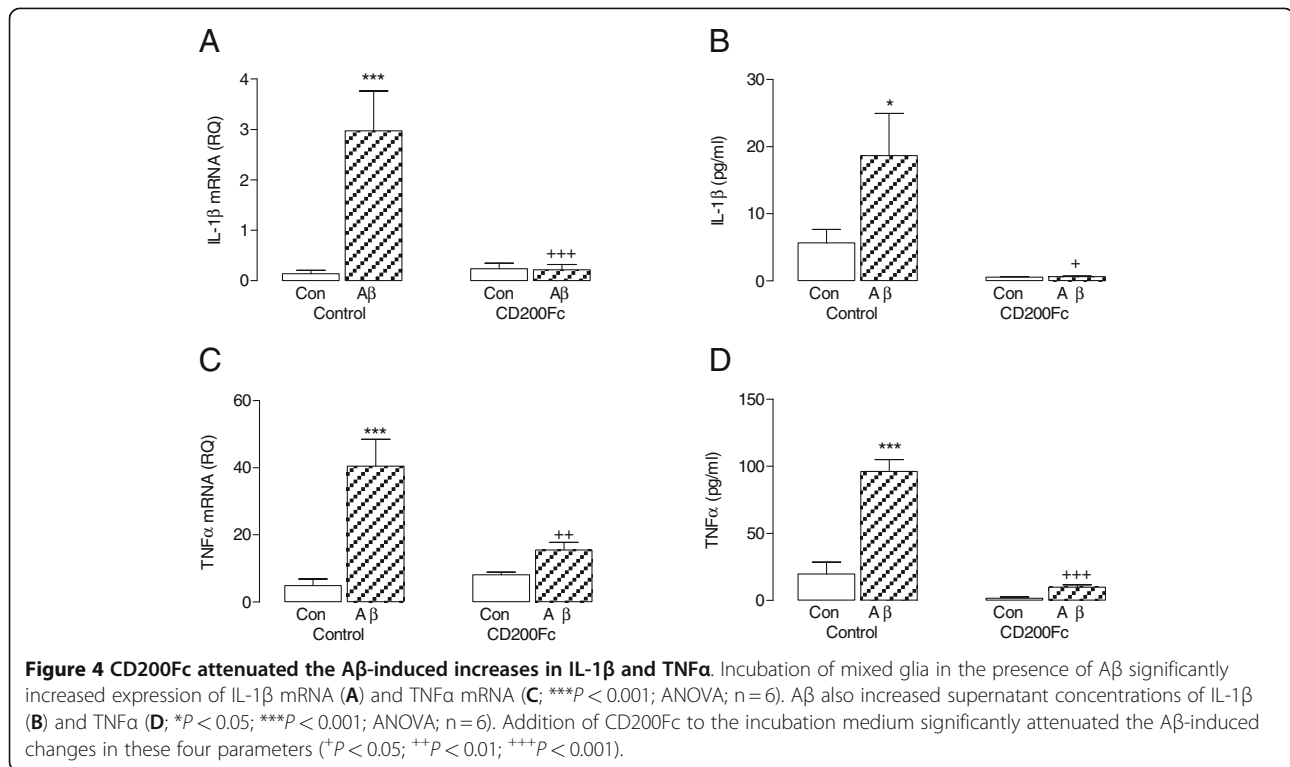 A
IL-1β mRNA (RQ)
4
3
2
1
0
***
+++
Con Aβ Con Aβ
Control CD200Fc
B
IL-1β (pg/ml)
30
20
10
0
*
+
Con A β Con A β
Control CD200Fc
C
TNFα mRNA (RQ)
60
40
20
0
***
++
Con A β Con A β
Control CD200Fc
D
TNFα (pg/ml)
150
100
50
0
***
+++
Con A β Con A β
Control CD200Fc
Figure 4 CD200Fc attenuated the Aβ-induced increases in IL-1β and TNFα. Incubation of mixed glia in the presence of Aβ significantly
increased expression of IL-1β mRNA (A) and TNFα mRNA (C; ***P < 0.001; ANOVA; n = 6). Aβ also increased supernatant concentrations of IL-1β
(B) and TNFα (D; *P < 0.05; ***P < 0.001; ANOVA; n = 6). Addition of CD200Fc to the incubation medium significantly attenuated the Aβ-induced
changes in these four parameters (+P < 0.05; ++P < 0.01; +++P < 0.001).